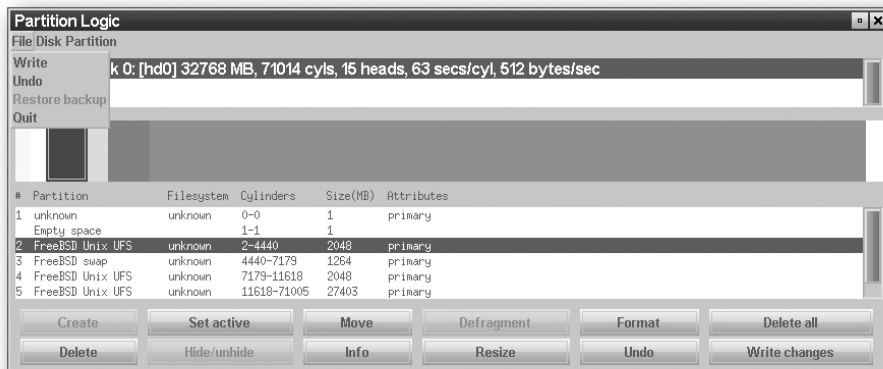 Partition Logic
File Disk Partition
Write
Undo
Restore backup
Quit
k 0: [hd0] 32768 MB, 71014 cyls, 15 heads, 63 secs/cyl, 512 bytes/sec
# Partition Filesystem Cylinders Size(MB) Attributes
1 unknown unknown 0-0 1 primary
Empty space 1-1 1
2 FreeBSD Unix UFS unknown 2-4440 2048 primary
3 FreeBSD swap unknown 4440-7179 1264 primary
4 FreeBSD Unix UFS unknown 7179-11618 2048 primary
5 FreeBSD Unix UFS unknown 11618-71005 27403 primary
Create Set active Move Defragment Format Delete all
Delete Hide/unhide Info Resize Undo Write changes